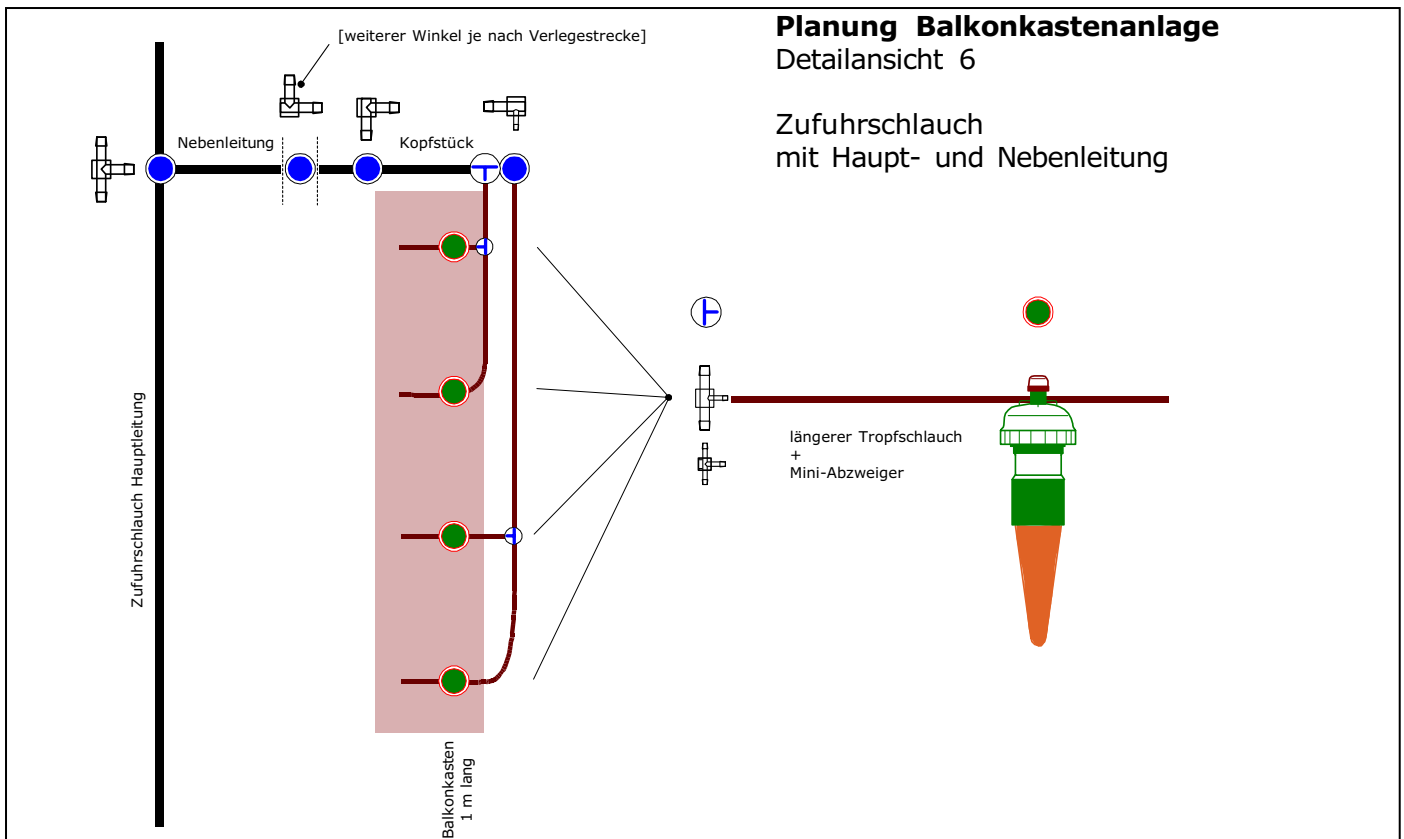 Planung Balkonkastenanlage
Detailansicht 6
Zufuhrschlauch
mit Haupt- und Nebenleitung
[weiterer Winkel je nach Verlegestrecke]
Nebenleitung
Kopfstück
Zufuhrschlauch Hauptleitung
längerer Tropfschlauch
+
Mini-Abzweiger
Balkonkasten
1 m lang